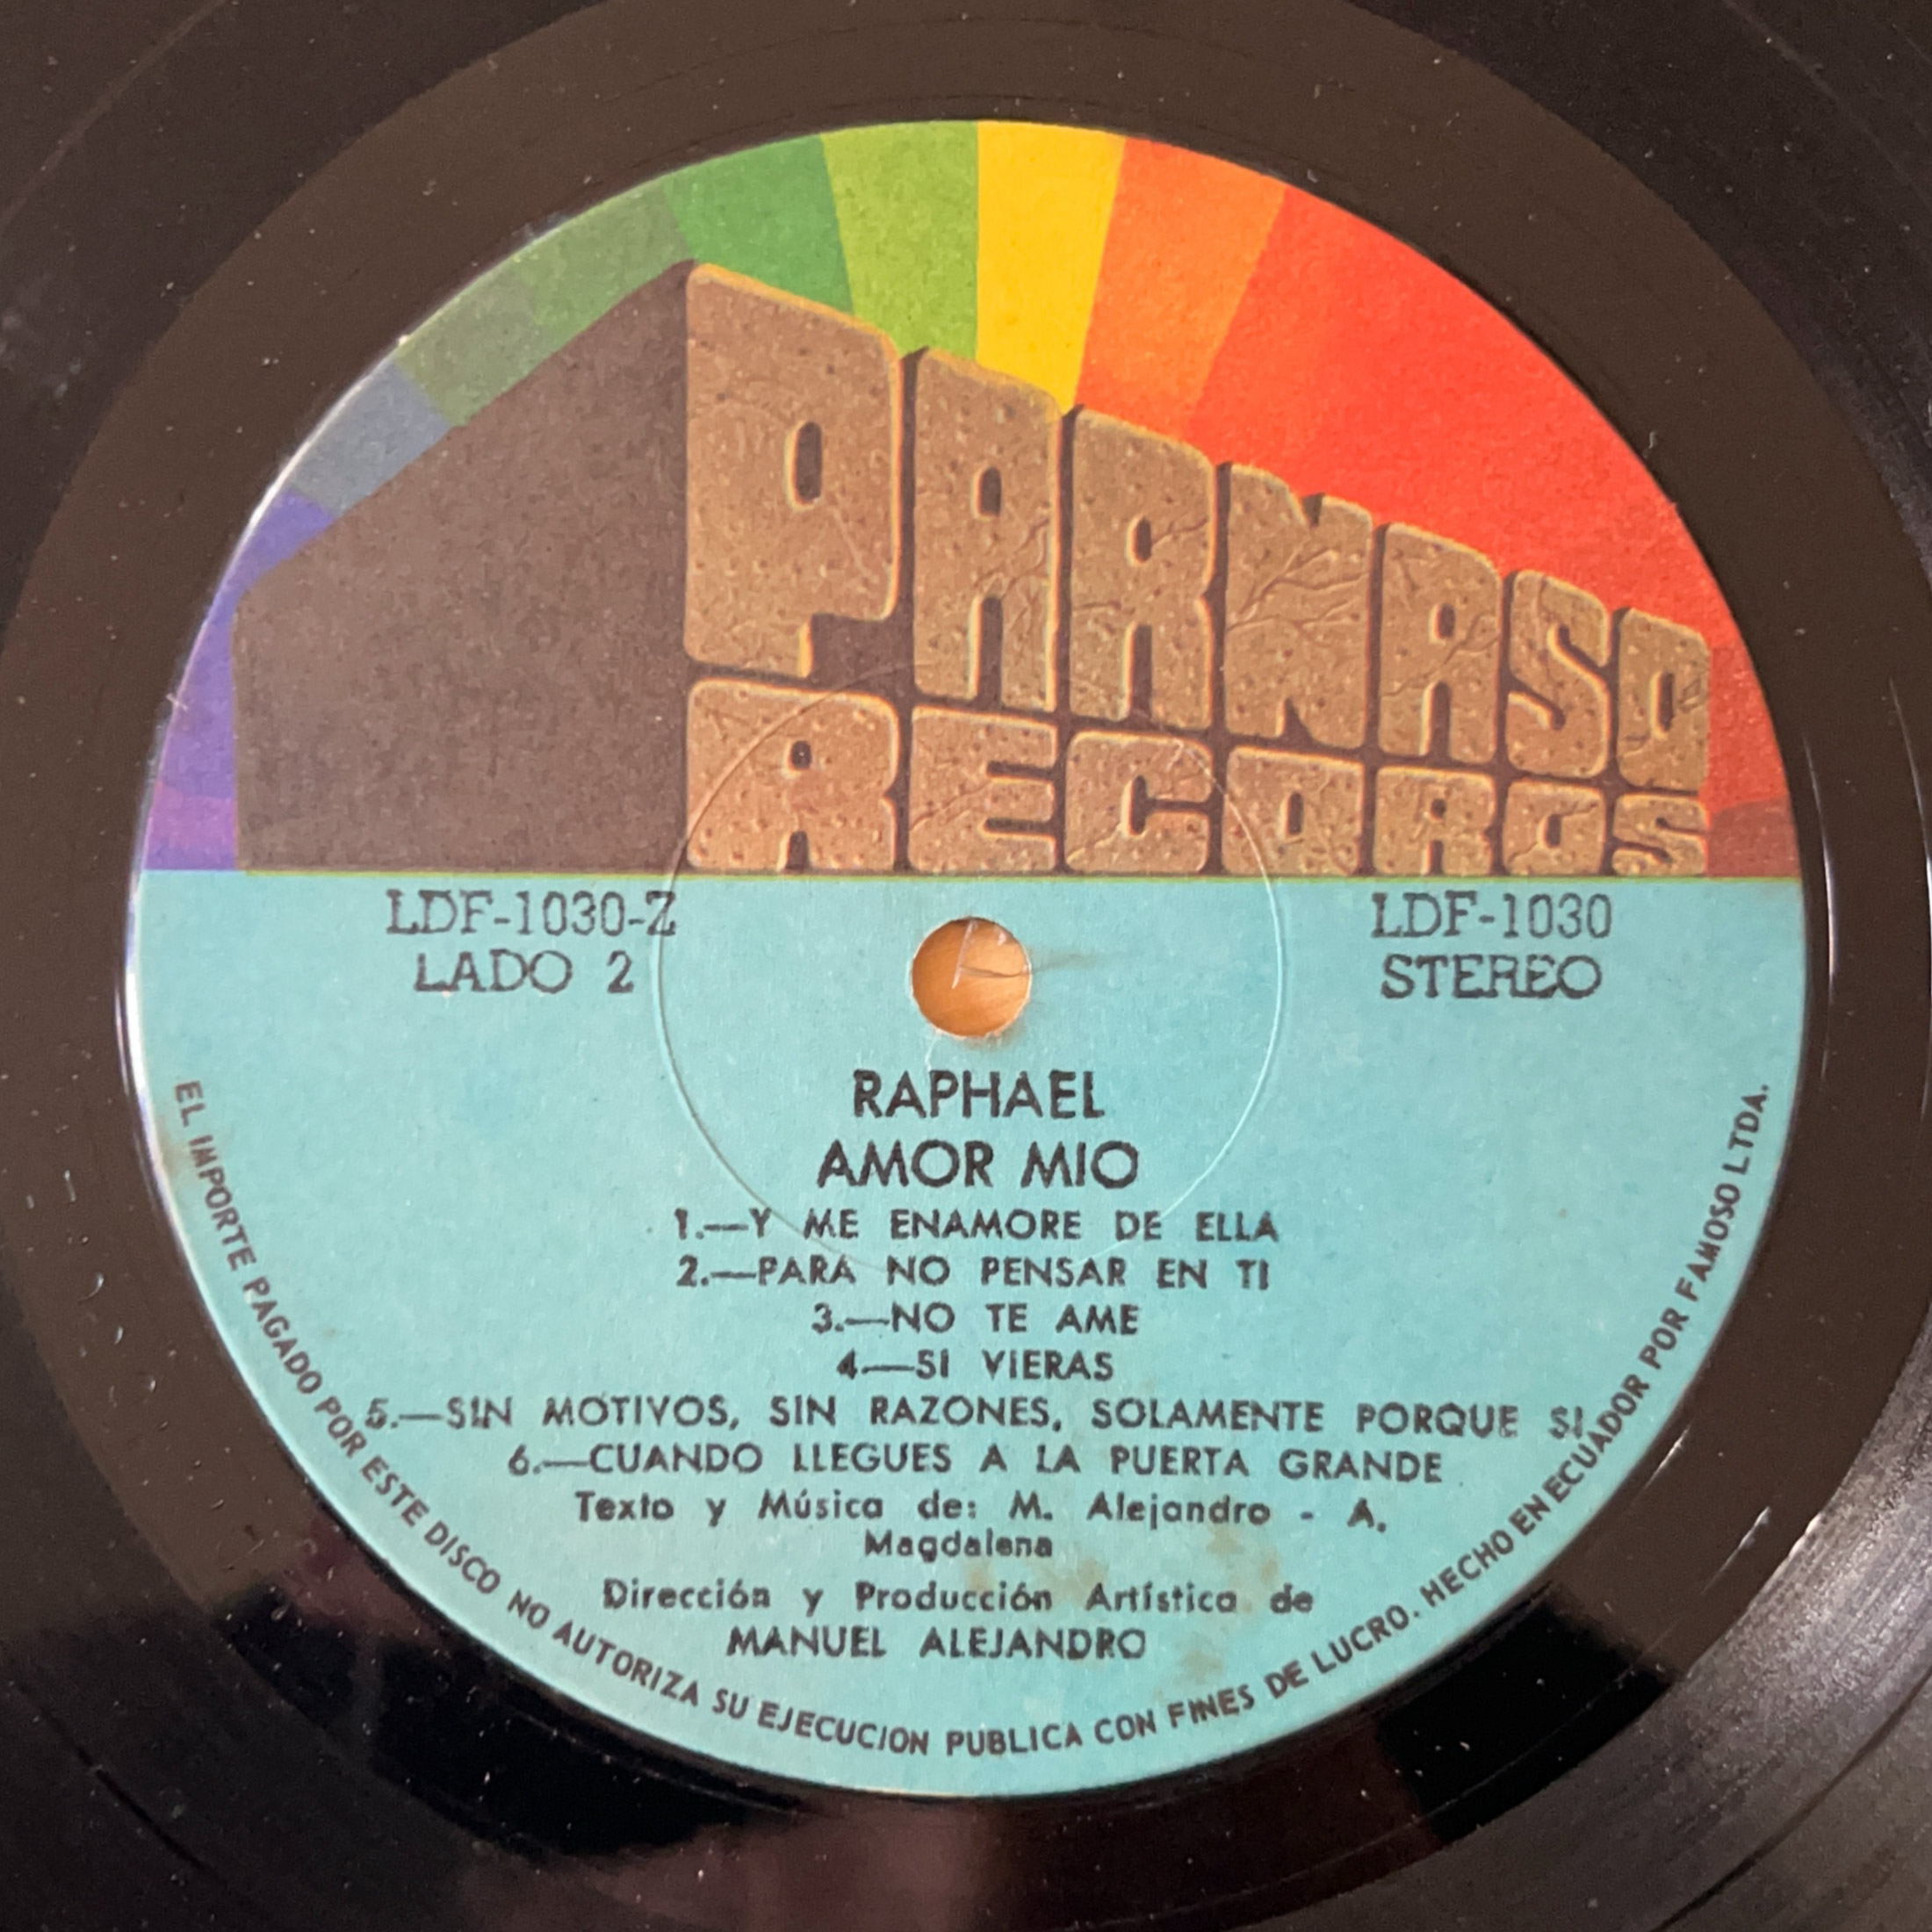 PARNASO
RECORDS
LDF-1030-Z
LADO 2
LDF-1030
STEREO
RAPHAEL
AMOR MIO
1.—Y ME ENAMORE DE ELLA
2.—PARA NO PENSAR EN TI
3.—NO TE AME
4—SI VIERAS
5.—SIN MOTIVOS, SIN RAZONES, SOLAMENTE PORQUE SI
6.—CUANDO LLEGUES A LA PUERTA GRANDE
Texto y Música de: M. Alejandro - A.
Magdalena
Dirección y Producción Artística de
MANUEL ALEJANDRO
EL IMPORTE PAGADO POR ESTE DISCO NO AUTORIZA SU EJECUCION PUBLICA CON FINES DE LUCRO. HECHO EN ECUADOR POR FAMOSO LTDA.